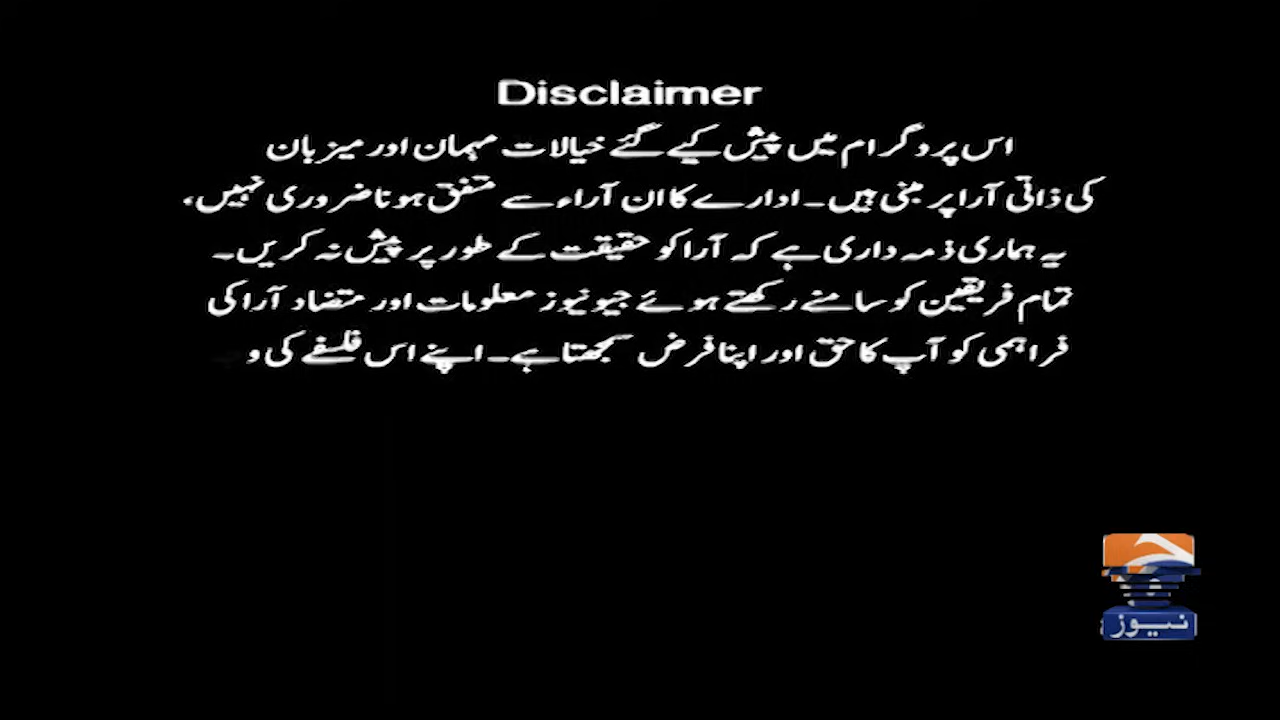 Disclaimer
اس پروگرام میں پیش کیے گئے خیالات مہمان اور میزبان
کی ذاتی آرا پر مبنی ہیں۔ ادارے کا ان آراء سے متفق ہونا ضروری نہیں،
یہ ہماری ذمہ داری ہے کہ آرا کو حقیقت کے طور پر پیش نہ کریں۔
تمام فریقین کو سامنے رکھتے ہوئے جیو نیوز معلومات اور متضاد آرا کی
فراہمی کو آپ کا حق اور اپنا فرض سمجھتا ہے۔ اپنے اس فلسفے کی و
نیوز